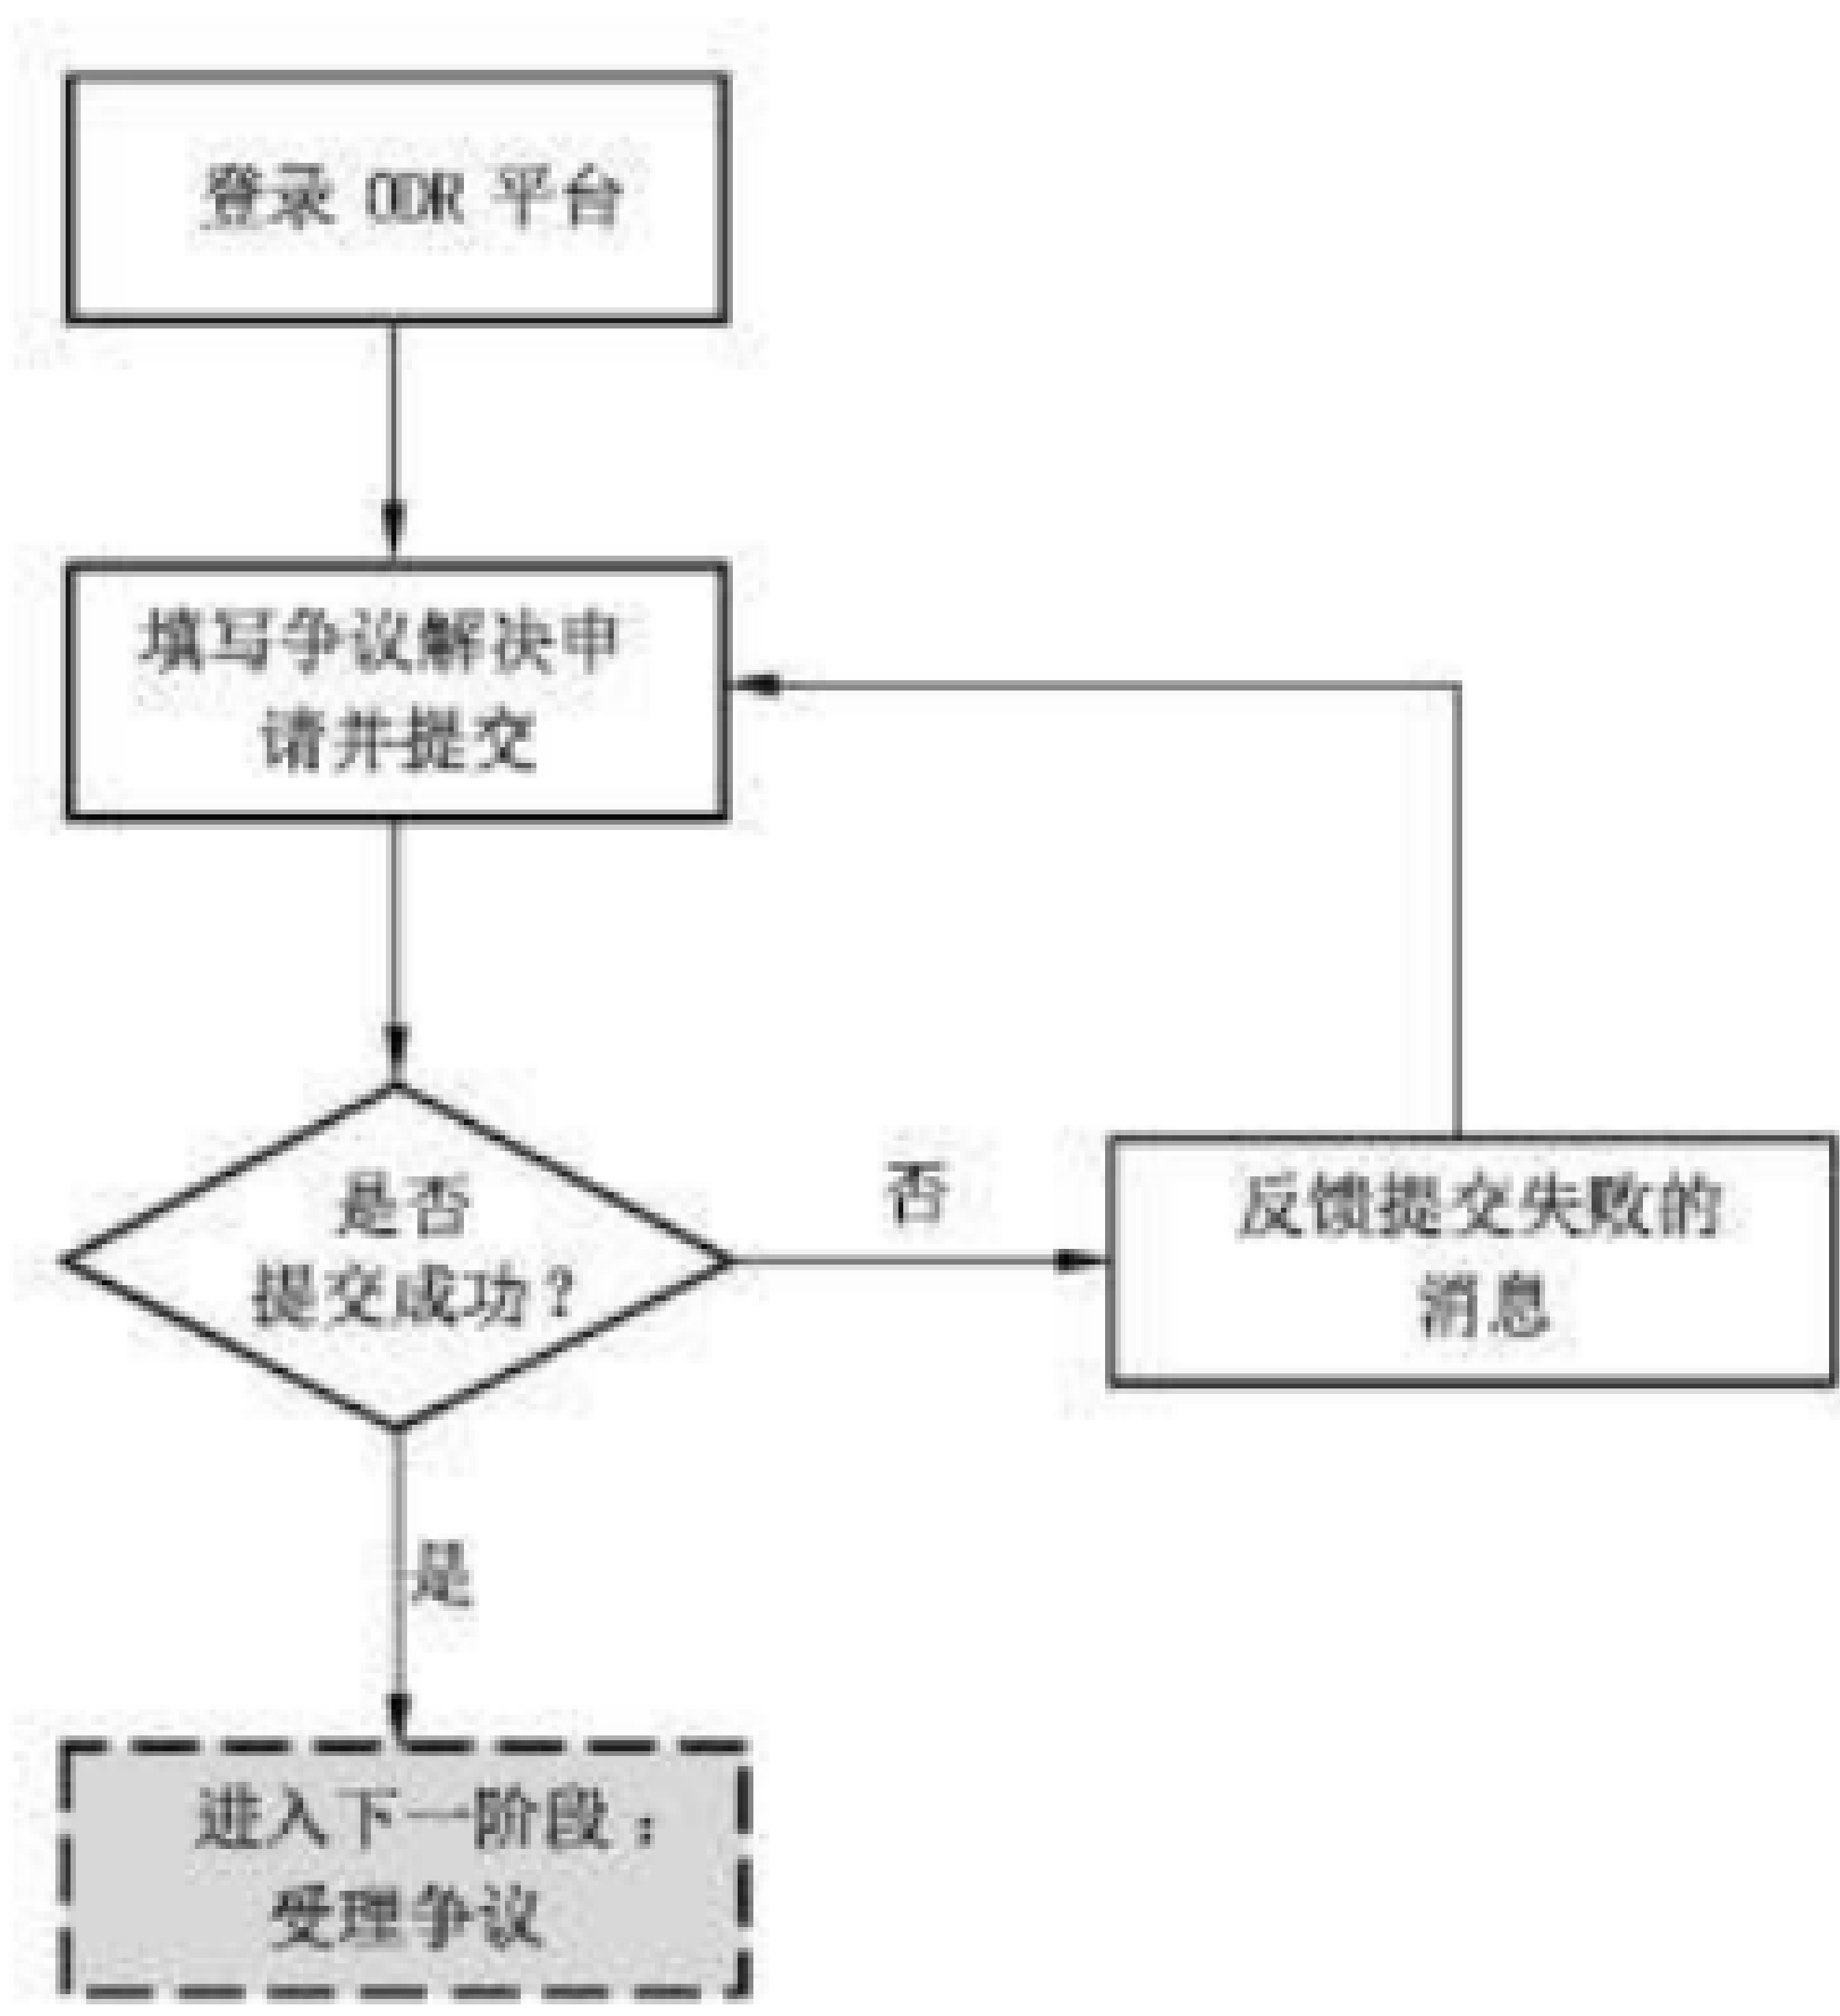 登录 ODR 平台
填写争议解决申
请并提交
是否
提交成功？
否
反馈提交失败的
消息
是
进入下一阶段：
受理争议